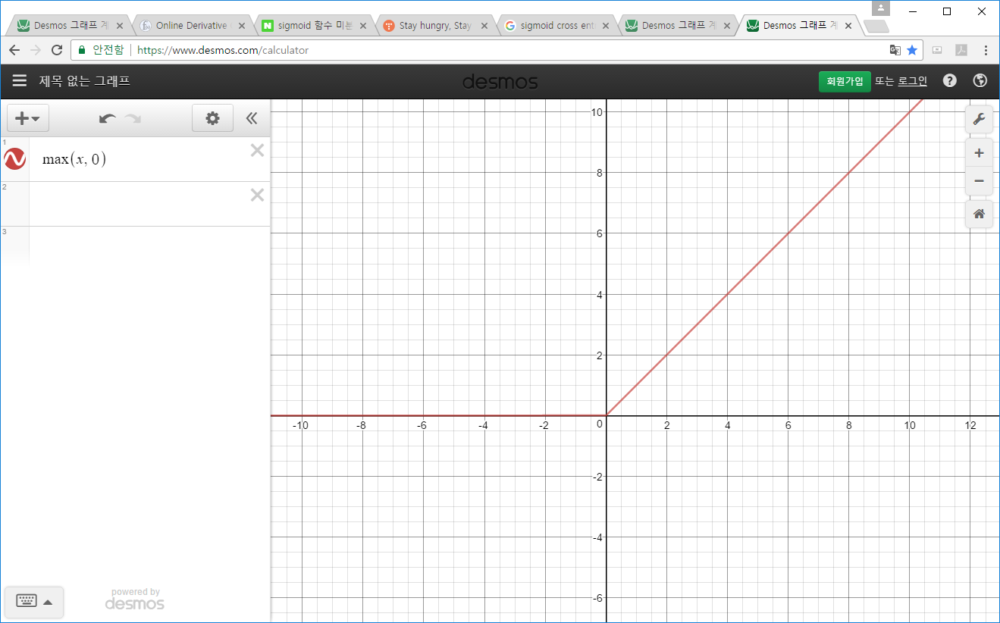 Desmos 그래프 계
Online Derivative
sigmoid 함수 미분
Stay hungry, Stay
sigmoid cross ent
Desmos 그래프 계
Desmos 그래프 계
안전함
https://www.desmos.com/calculator
제목 없는 그래프
desmos
회원가입 또는 로그인
1
max(x, 0)
2
3
10
8
6
4
2
-10 -8 -6 -4 -2 0 2 4 6 8 10 12
-2
-4
-6
powered by
desmos